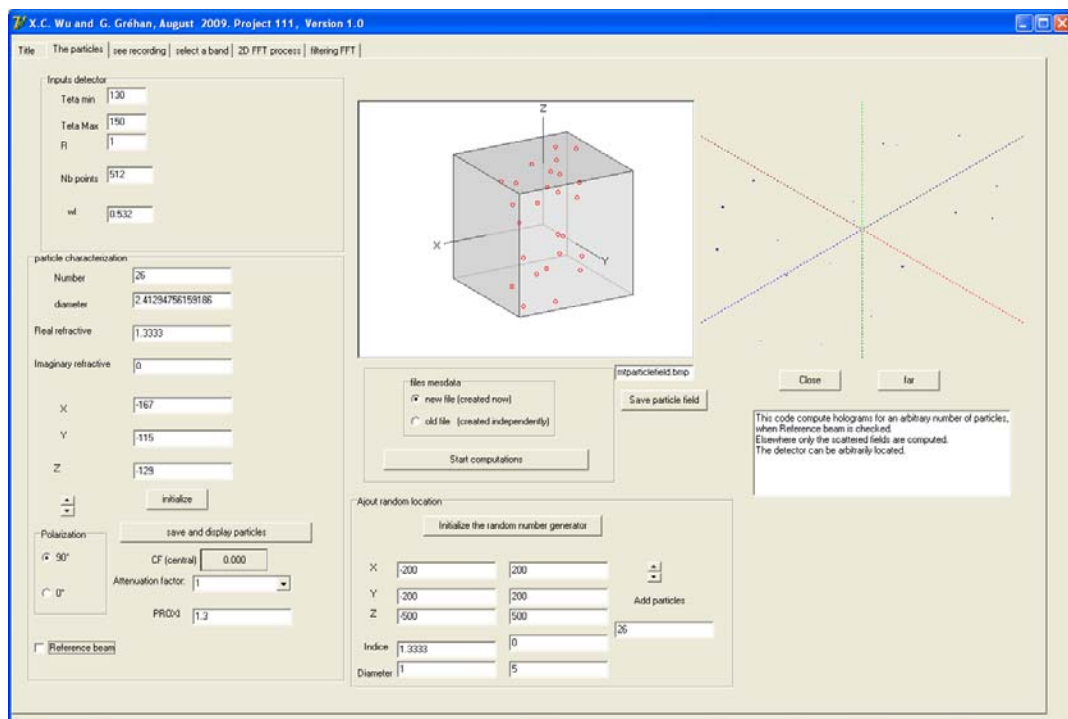 X.C. Wu and G. Gréhan, August 2009. Project 111, Version 1.0
Title The particles see recording select a band 2D FFT process filtering FFT
Inputs detector
Teta min 130
Teta Max 150
R 1
Nb points 512
wl 0.532
particle characterization
Number 26
diameter 2.41294756159186
Real refractive 1.3333
Imaginary refractive 0
X -167
Y -115
Z -129
initialize
save and display particles
Polarization
90°
0°
CF (central) 0.000
Attenuation factor: 1
PROXI 1.3
Reference beam
Z
X
Y
files mesdata
new file (created now)
old file (created independently)
Start computations
mtparticlefield.bmp
Save particle field
Close
far
This code compute holograms for an arbitrary number of particles,
when Reference beam is checked.
Elsewhere only the scattered fields are computed.
The detector can be arbitrarily located.
Ajout random location
Initialize the random number generator
X -200 200
Y -200 200
Z -500 500
Add particles
26
Indice 1.3333 0
Diameter 1 5